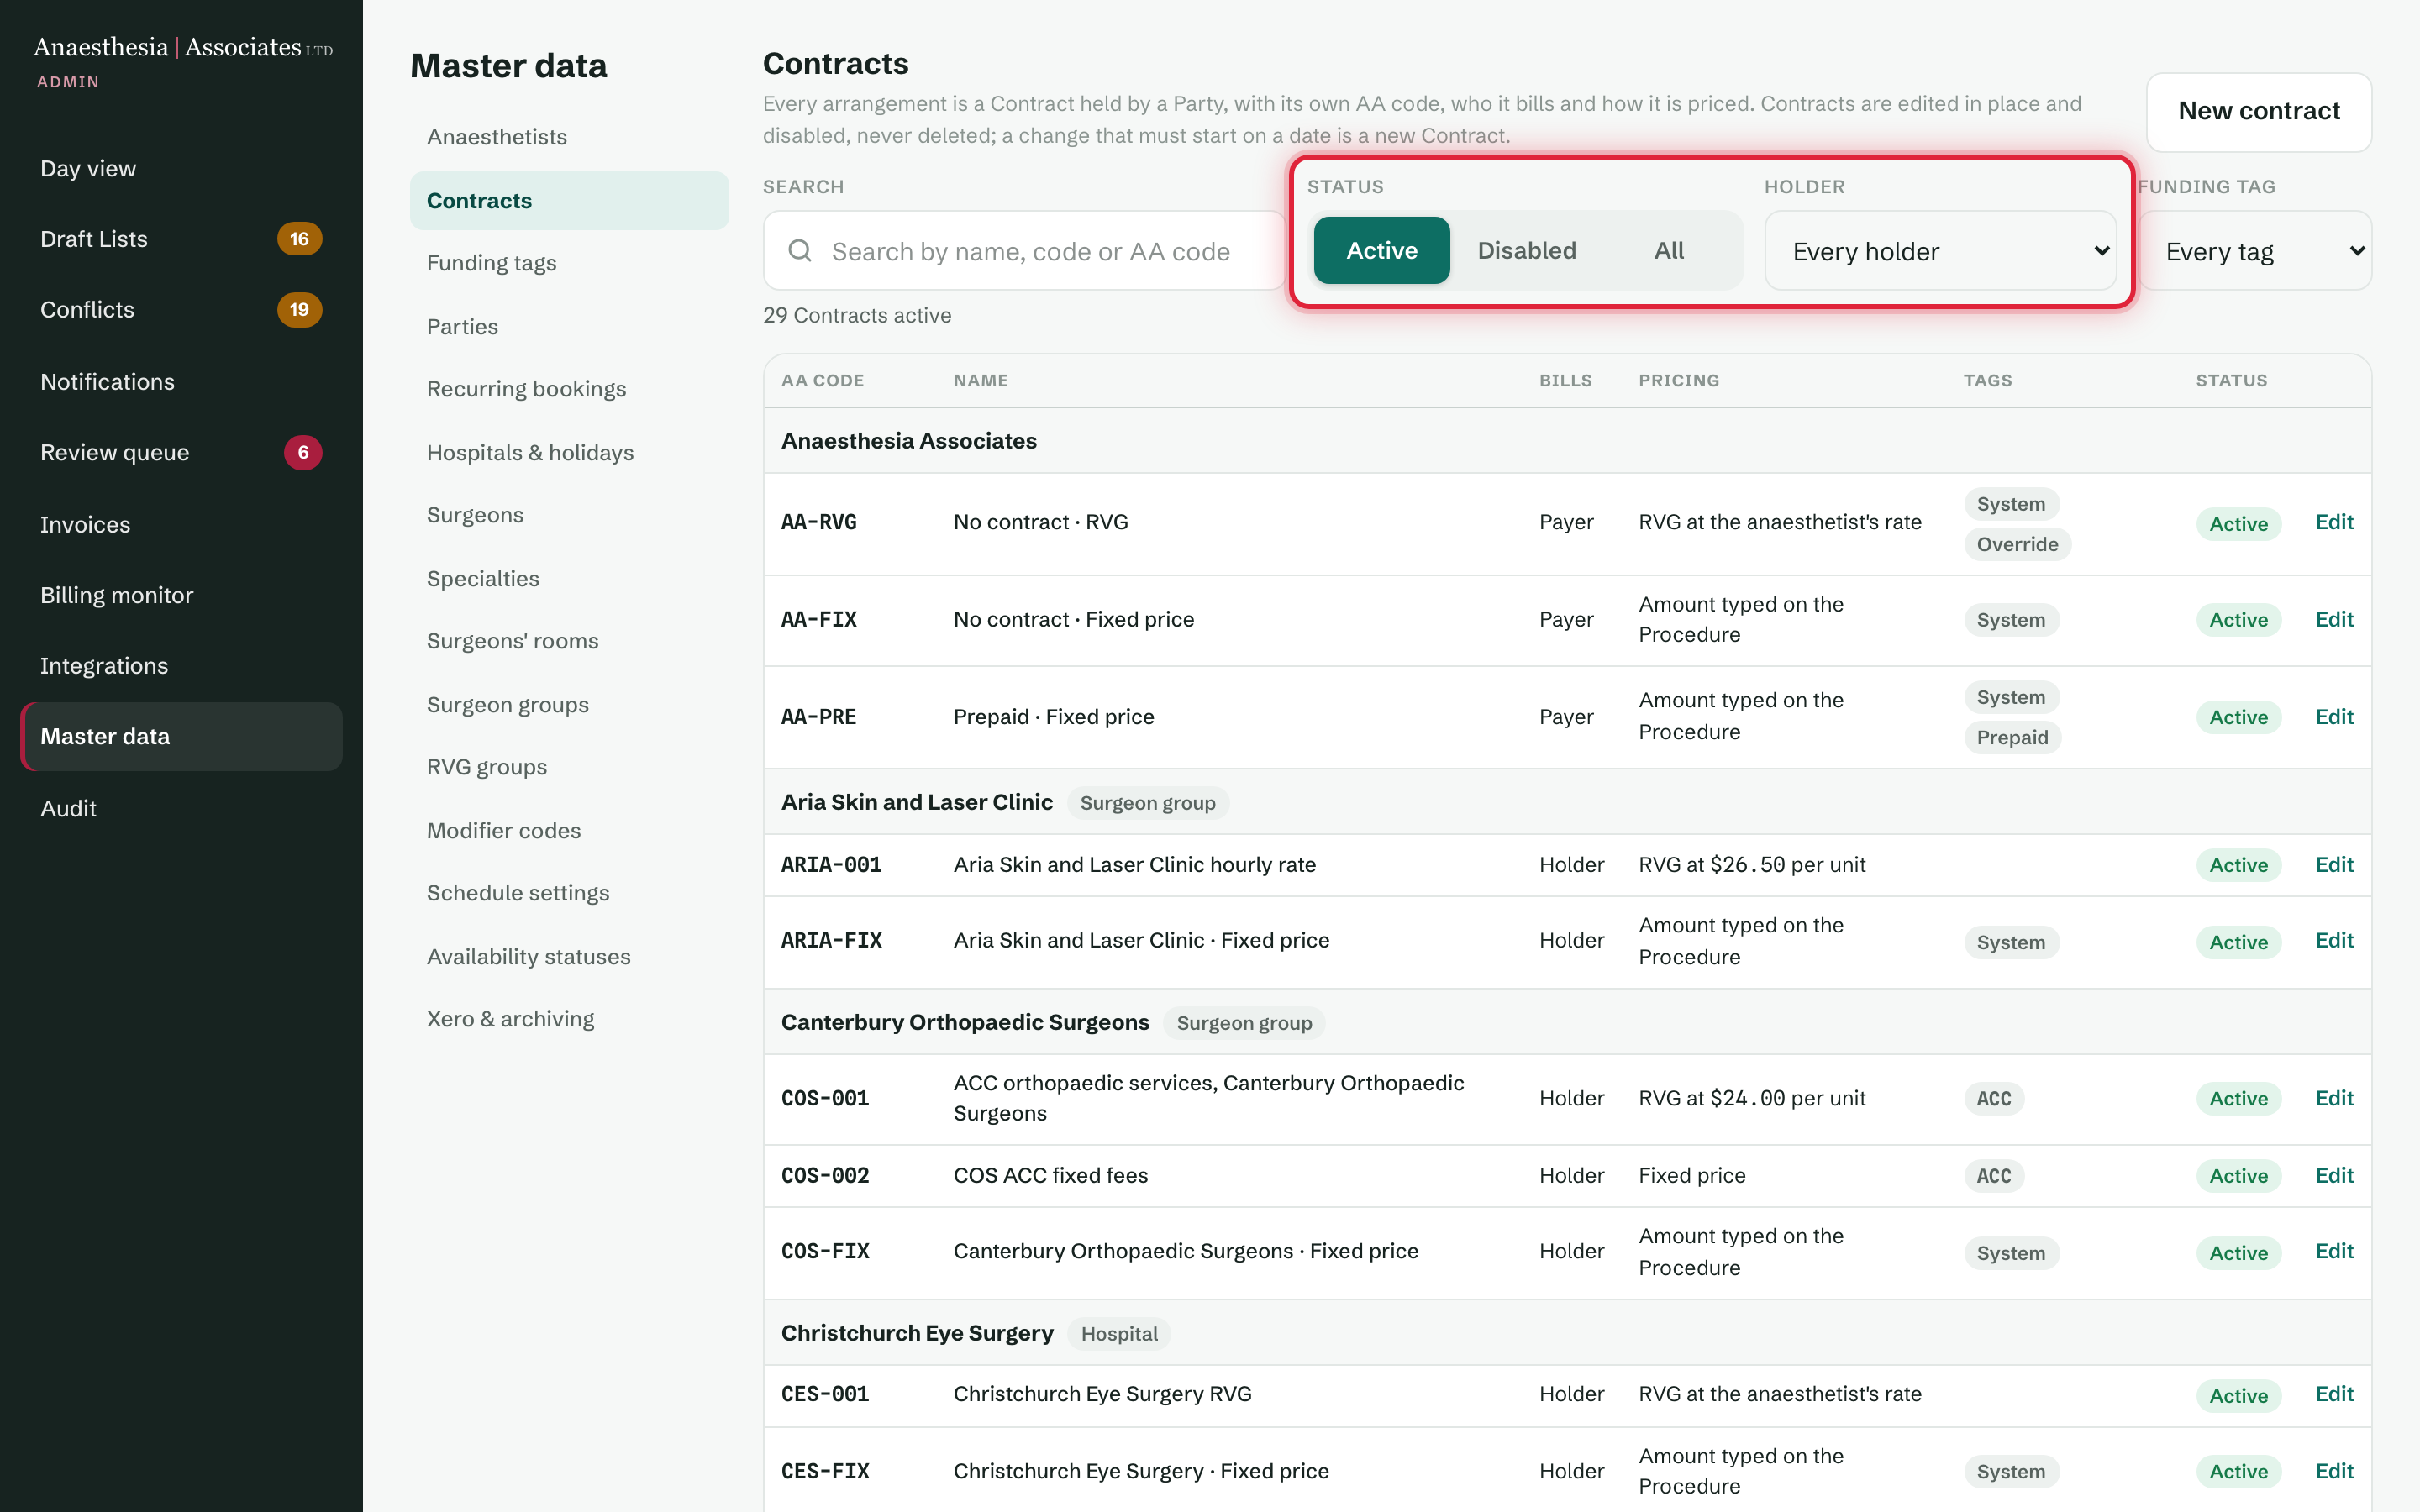 Anaesthesia | Associates LTD
ADMIN
Day view
Draft Lists 16
Conflicts 19
Notifications
Review queue 6
Invoices
Billing monitor
Integrations
Master data
Audit
Master data
Anaesthetists
Contracts
Funding tags
Parties
Recurring bookings
Hospitals & holidays
Surgeons
Specialties
Surgeons' rooms
Surgeon groups
RVG groups
Modifier codes
Schedule settings
Availability statuses
Xero & archiving
Contracts
Every arrangement is a Contract held by a Party, with its own AA code, who it bills and how it is priced. Contracts are edited in place and
disabled, never deleted; a change that must start on a date is a new Contract.
New contract
SEARCH STATUS HOLDER FUNDING TAG
Search by name, code or AA code Active Disabled All Every holder Every tag
29 Contracts active
AA CODE NAME BILLS PRICING TAGS STATUS
Anaesthesia Associates
AA-RVG No contract · RVG Payer RVG at the anaesthetist's rate System Override Active Edit
AA-FIX No contract · Fixed price Payer Amount typed on the Procedure System Active Edit
AA-PRE Prepaid · Fixed price Payer Amount typed on the Procedure System Prepaid Active Edit
Aria Skin and Laser Clinic Surgeon group
ARIA-001 Aria Skin and Laser Clinic hourly rate Holder RVG at $26.50 per unit Active Edit
ARIA-FIX Aria Skin and Laser Clinic · Fixed price Holder Amount typed on the Procedure System Active Edit
Canterbury Orthopaedic Surgeons Surgeon group
COS-001 ACC orthopaedic services, Canterbury Orthopaedic Surgeons Holder RVG at $24.00 per unit ACC Active Edit
COS-002 COS ACC fixed fees Holder Fixed price ACC Active Edit
COS-FIX Canterbury Orthopaedic Surgeons · Fixed price Holder Amount typed on the Procedure System Active Edit
Christchurch Eye Surgery Hospital
CES-001 Christchurch Eye Surgery RVG Holder RVG at the anaesthetist's rate Active Edit
CES-FIX Christchurch Eye Surgery · Fixed price Holder Amount typed on the Procedure System Active Edit